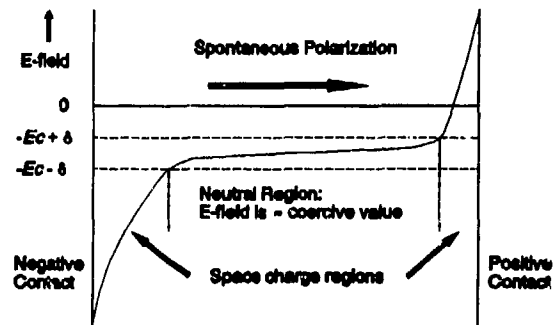 E-field
Spontaneous Polarization
0
-Ec + δ
-Ec - δ
Neutral Region:
E-field is ~ coercive value
Negative
Contact
Space charge regions
Positive
Contact